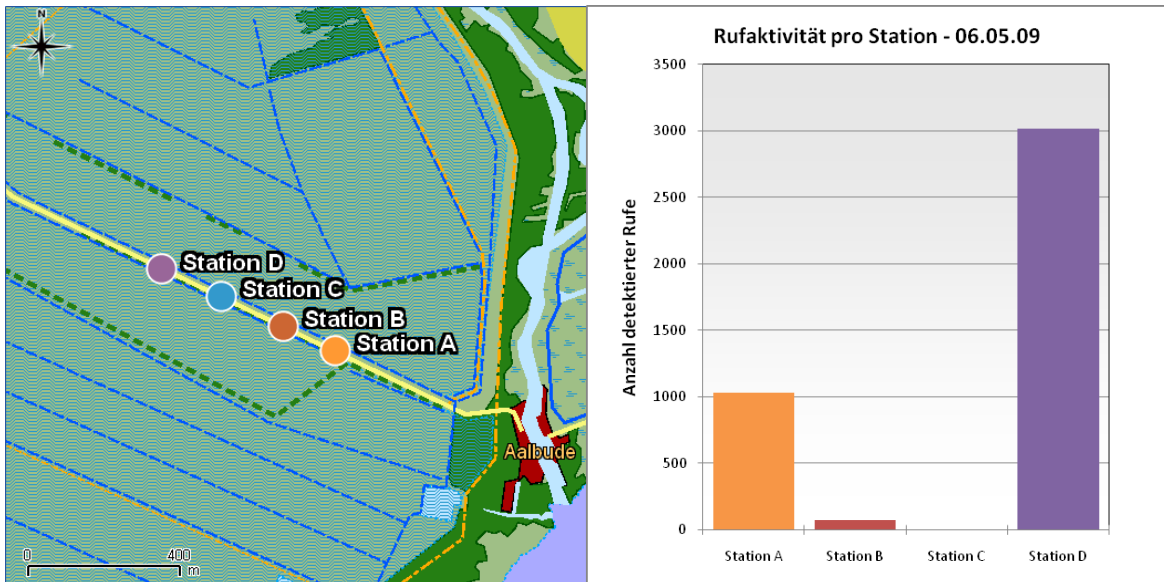 N
Station D
Station C
Station B
Station A
Aalbude
0 400
m
Rufaktivität pro Station - 06.05.09
Anzahl detektierter Rufe
3500
3000
2500
2000
1500
1000
500
0
Station A Station B Station C Station D